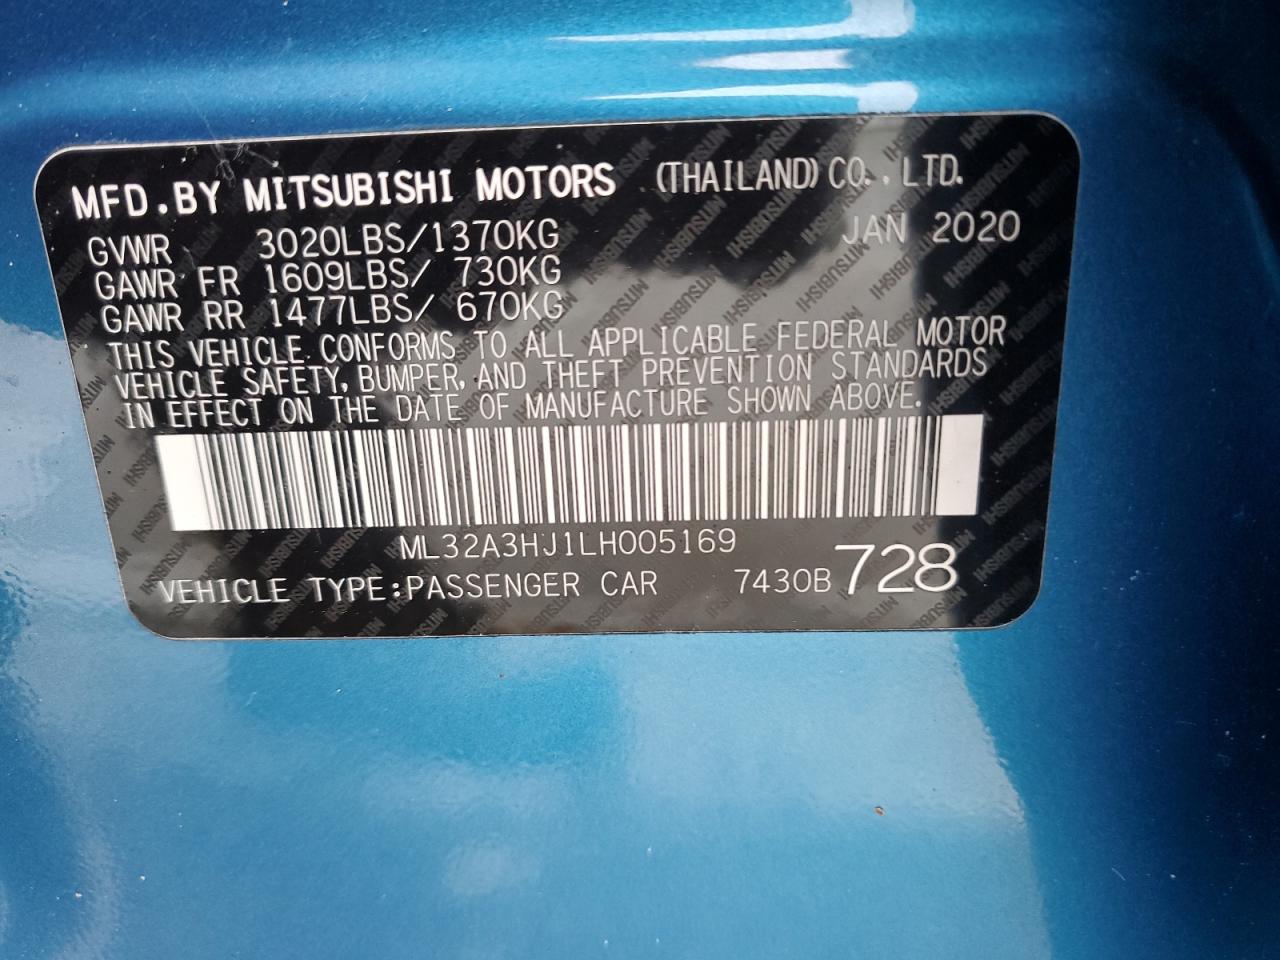 MFD.BY MITSUBISHI MOTORS (THAILAND) CO., LTD.
GVWR 3020LBS/1370KG JAN 2020
GAWR FR 1609LBS/ 730KG
GAWR RR 1477LBS/ 670KG
THIS VEHICLE CONFORMS TO ALL APPLICABLE FEDERAL MOTOR
VEHICLE SAFETY, BUMPER, AND THEFT PREVENTION STANDARDS
IN EFFECT ON THE DATE OF MANUFACTURE SHOWN ABOVE.
ML32A3HJ1LH005169
VEHICLE TYPE:PASSENGER CAR 7430B 728